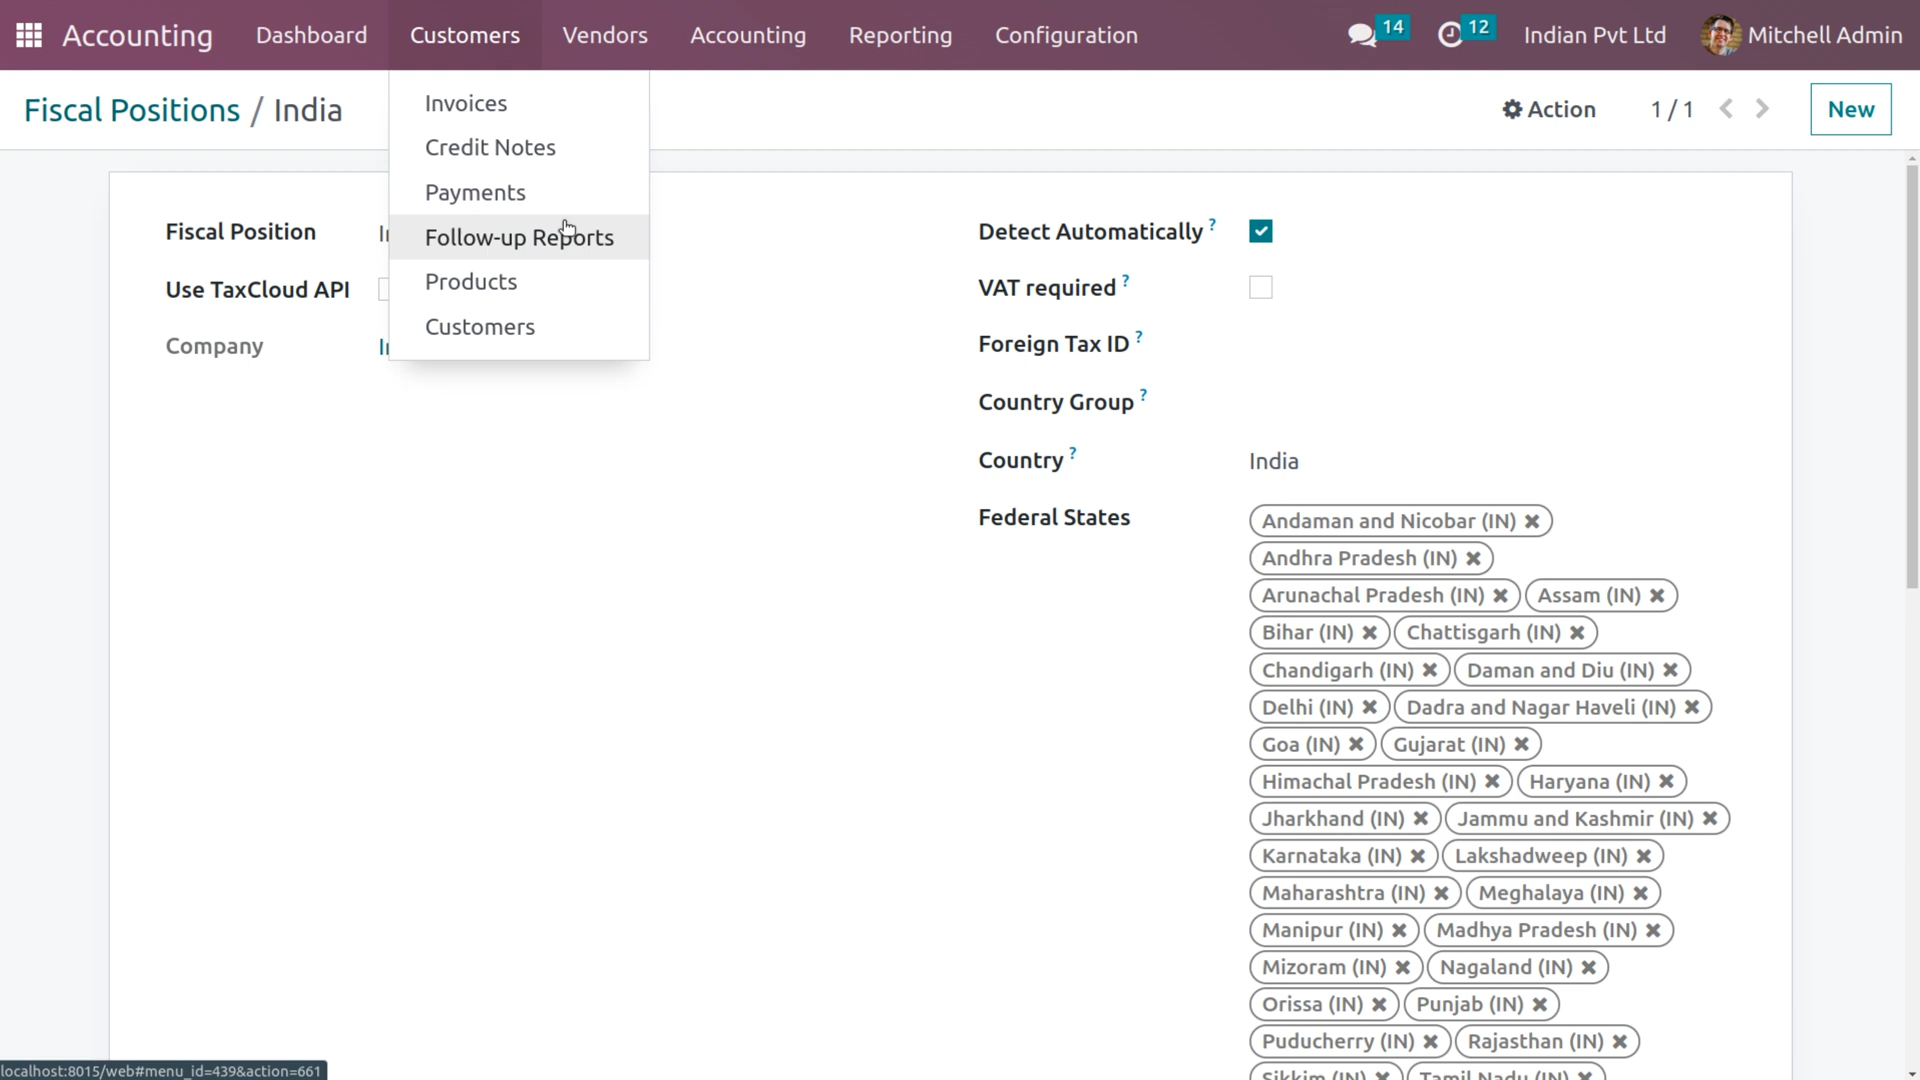 Accounting Dashboard Customers Vendors Accounting Reporting Configuration 14 12 Indian Pvt Ltd Mitchell Admin
Fiscal Positions / India
Action 1 / 1 New
Invoices
Credit Notes
Payments
Follow-up Reports
Products
Customers
Fiscal Position
Use TaxCloud API
Company
Detect Automatically ?
VAT required ?
Foreign Tax ID ?
Country Group ?
Country ? India
Federal States
Andaman and Nicobar (IN)
Andhra Pradesh (IN)
Arunachal Pradesh (IN) Assam (IN)
Bihar (IN) Chattisgarh (IN)
Chandigarh (IN) Daman and Diu (IN)
Delhi (IN) Dadra and Nagar Haveli (IN)
Goa (IN) Gujarat (IN)
Himachal Pradesh (IN) Haryana (IN)
Jharkhand (IN) Jammu and Kashmir (IN)
Karnataka (IN) Lakshadweep (IN)
Maharashtra (IN) Meghalaya (IN)
Manipur (IN) Madhya Pradesh (IN)
Mizoram (IN) Nagaland (IN)
Orissa (IN) Punjab (IN)
Puducherry (IN) Rajasthan (IN)
Sikkim (IN) Tamil Nadu (IN)
localhost:8015/web#menu_id=439&action=661